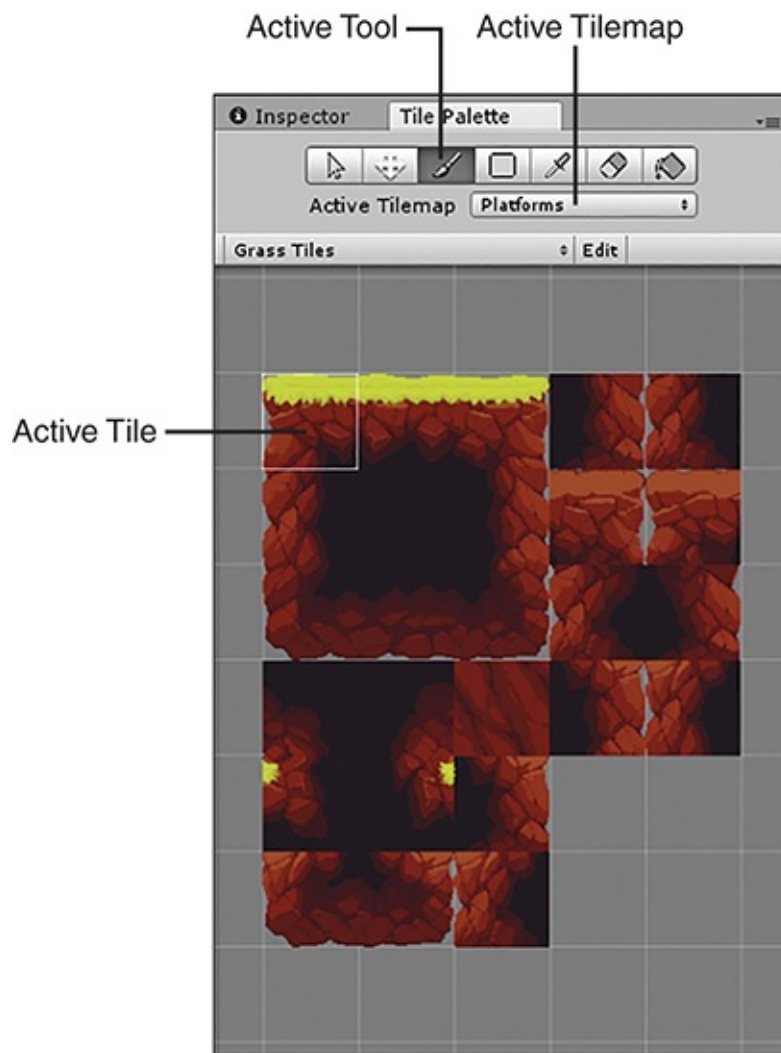 Active Tool Active Tilemap
Inspector Tile Palette
Active Tilemap Platforms
Grass Tiles Edit
Active Tile